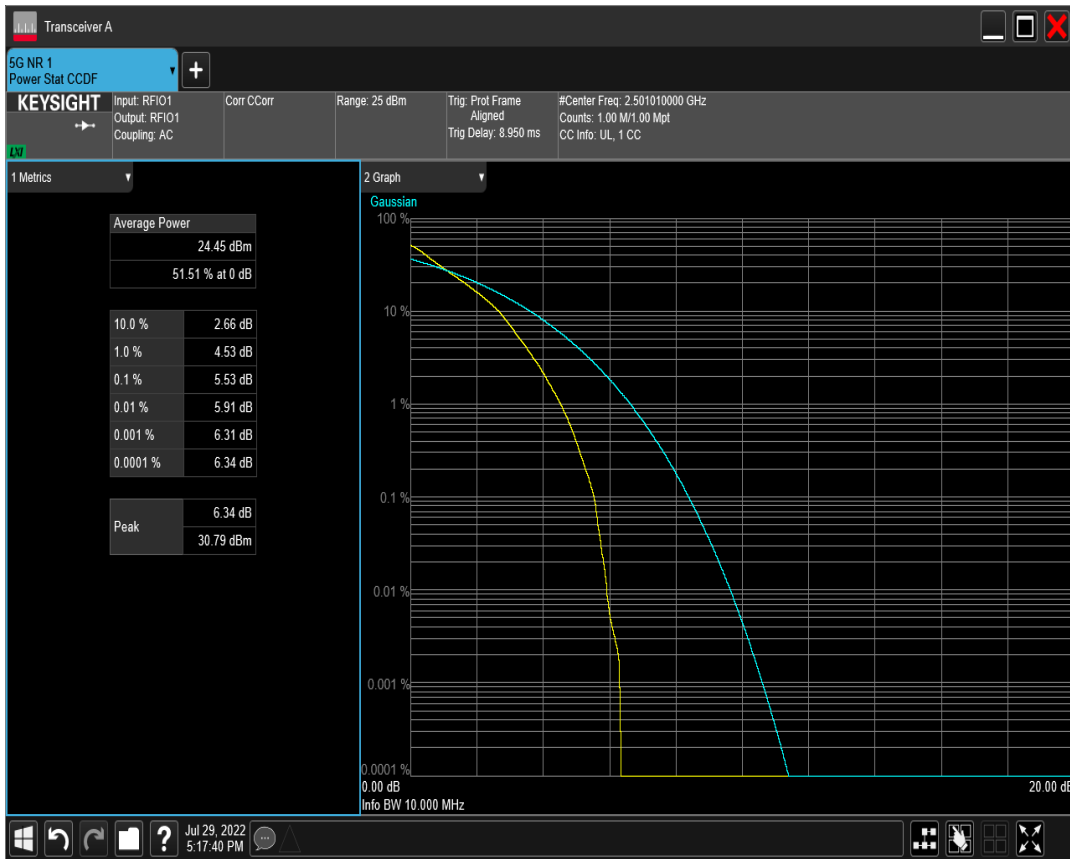 Transceiver A
5G NR 1
Power Stat CCDF
+
KEYSIGHT
LXI
Input: RFIO1
Output: RFIO1
Coupling: AC
Corr CCorr
Range: 25 dBm
Trig: Prot Frame
Aligned
Trig Delay: 8.950 ms
#Center Freq: 2.501010000 GHz
Counts: 1.00 M/1.00 Mpt
CC Info: UL, 1 CC
1 Metrics
Average Power
24.45 dBm
51.51 % at 0 dB
10.0 % 2.66 dB
1.0 % 4.53 dB
0.1 % 5.53 dB
0.01 % 5.91 dB
0.001 % 6.31 dB
0.0001 % 6.34 dB
Peak
6.34 dB
30.79 dBm
2 Graph
Gaussian
100 %
10 %
1 %
0.1 %
0.01 %
0.001 %
0.0001 %
0.00 dB 20.00 dB
Info BW 10.000 MHz
?
Jul 29, 2022
5:17:40 PM